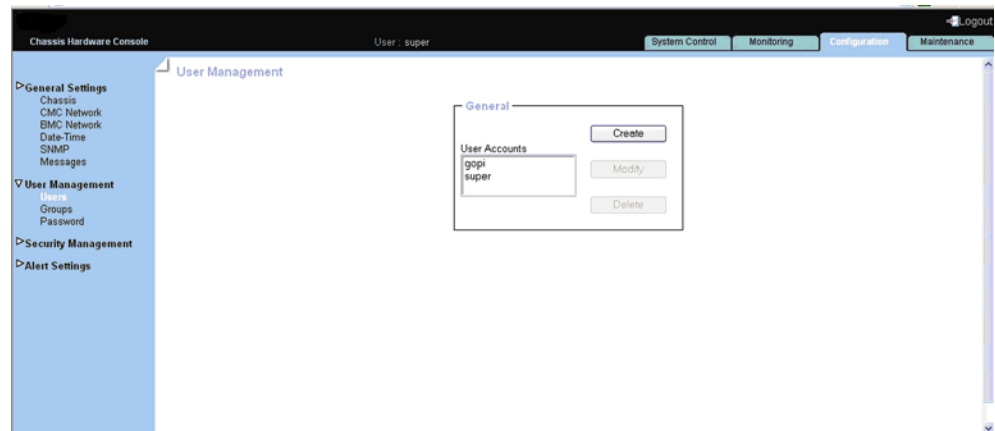 Logout
Chassis Hardware Console
User : super
System Control
Monitoring
Configuration
Maintenance
General Settings
Chassis
CMC Network
BMC Network
Date-Time
SNMP
Messages
User Management
Users
Groups
Password
Security Management
Alert Settings
User Management
General
User Accounts
gopi
super
Create
Modify
Delete